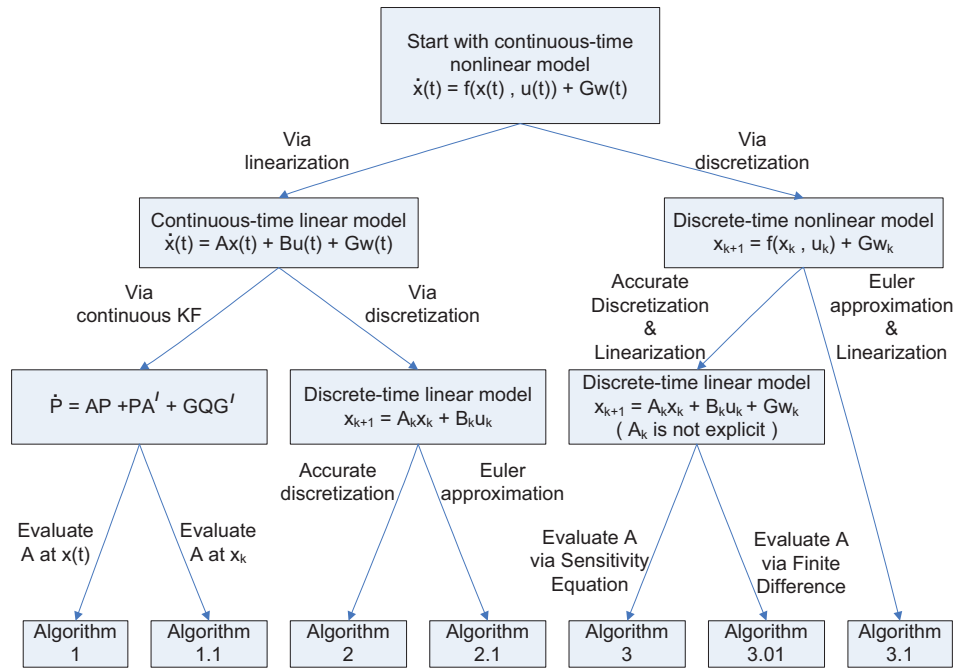 Start with continuous-time
nonlinear model
ẋ(t) = f(x(t) , u(t)) + Gw(t)
Via
linearization
Via
discretization
Continuous-time linear model
ẋ(t) = Ax(t) + Bu(t) + Gw(t)
Discrete-time nonlinear model
xₖ₊₁ = f(xₖ , uₖ) + Gwₖ
Via
continuous KF
Via
discretization
Accurate
Discretization
&
Linearization
Euler
approximation
&
Linearization
Ṗ = AP +PA′ + GQG′
Discrete-time linear model
xₖ₊₁ = Aₖxₖ + Bₖuₖ
Discrete-time linear model
xₖ₊₁ = Aₖxₖ + Bₖuₖ + Gwₖ
( Aₖ is not explicit )
Evaluate
A at x(t)
Evaluate
A at xₖ
Accurate
discretization
Euler
approximation
Evaluate A
via Sensitivity
Equation
Evaluate A
via Finite
Difference
Algorithm
1
Algorithm
1.1
Algorithm
2
Algorithm
2.1
Algorithm
3
Algorithm
3.01
Algorithm
3.1